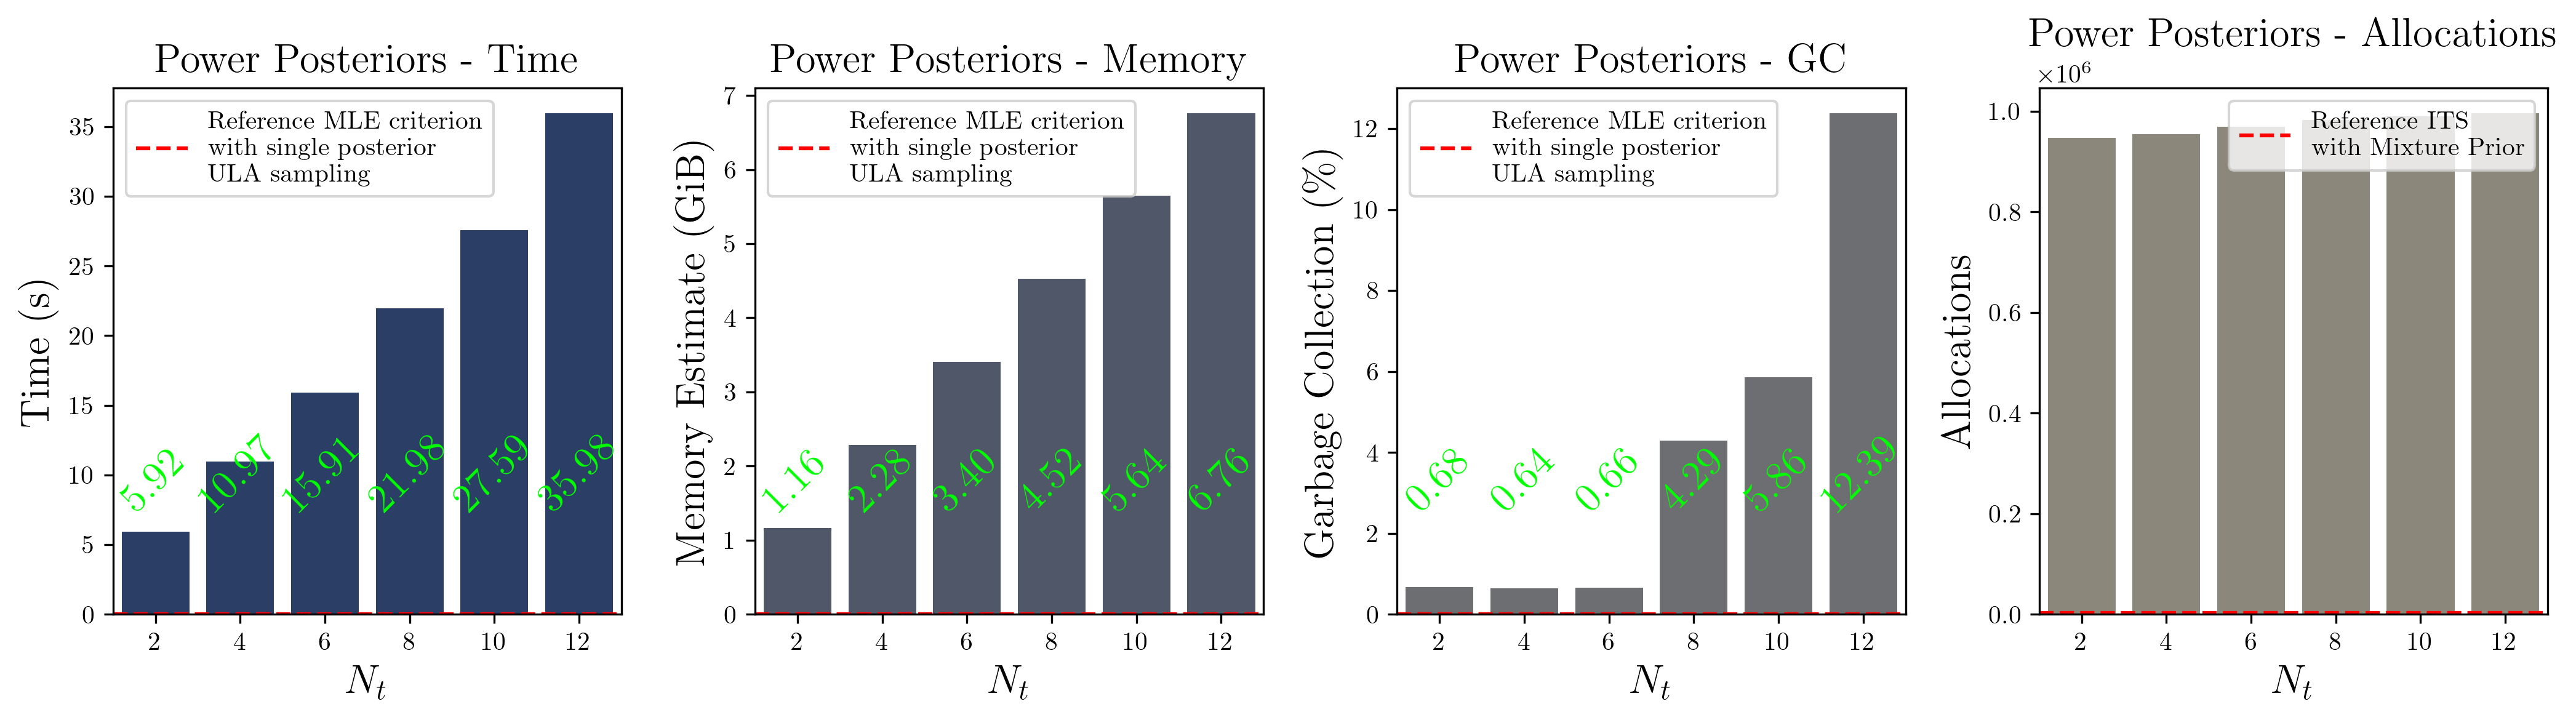 Power Posteriors - Time
Reference MLE criterion
with single posterior
ULA sampling
Time (s)
35
30
25
20
15
10
5
0
5.92
10.97
15.91
21.98
27.59
35.98
2 4 6 8 10 12
N_t
Power Posteriors - Memory
Reference MLE criterion
with single posterior
ULA sampling
Memory Estimate (GiB)
7
6
5
4
3
2
1
0
1.16
2.28
3.40
4.52
5.64
6.76
2 4 6 8 10 12
N_t
Power Posteriors - GC
Reference MLE criterion
with single posterior
ULA sampling
Garbage Collection (%)
12
10
8
6
4
2
0
0.68
0.64
0.66
4.29
5.86
12.39
2 4 6 8 10 12
N_t
Power Posteriors - Allocations
×10⁶
Reference ITS
with Mixture Prior
Allocations
1.0
0.8
0.6
0.4
0.2
0.0
2 4 6 8 10 12
N_t